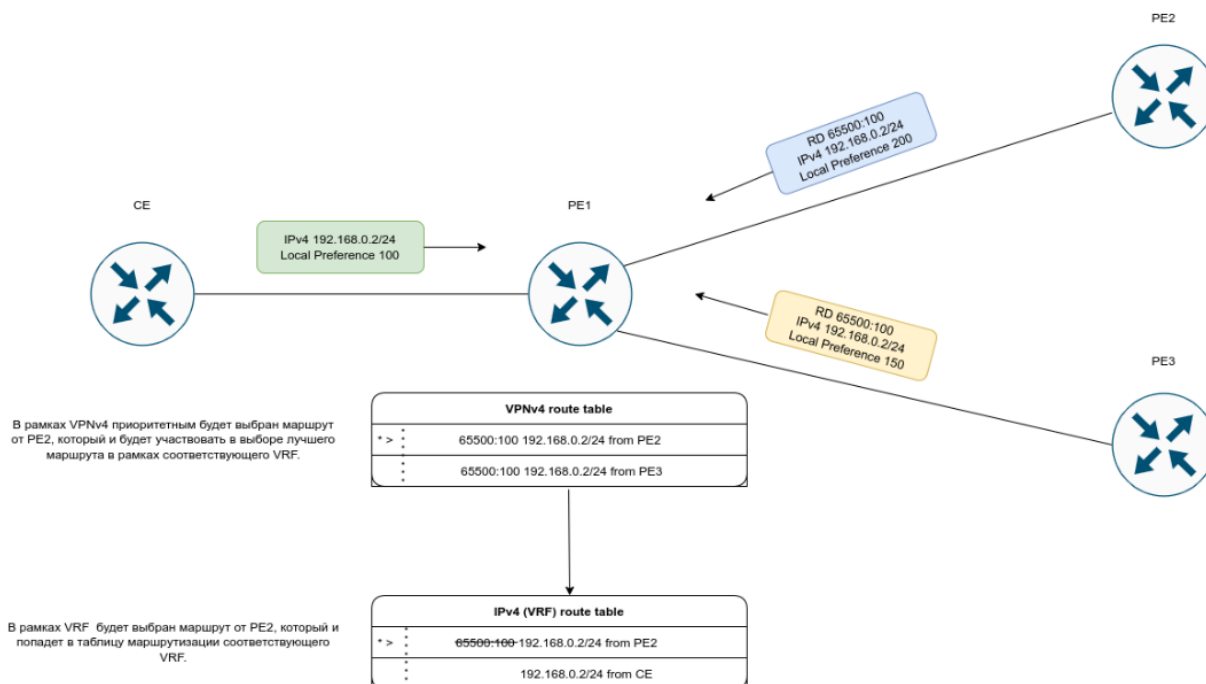 PE2
RD 65500:100
IPv4 192.168.0.2/24
Local Preference 200
CE
PE1
IPv4 192.168.0.2/24
Local Preference 100
RD 65500:100
IPv4 192.168.0.2/24
Local Preference 150
PE3
В рамках VPNv4 приоритетным будет выбран маршрут
от PE2, который и будет участвовать в выборе лучшего
маршрута в рамках соответствующего VRF.
VPNv4 route table
* > 65500:100 192.168.0.2/24 from PE2
65500:100 192.168.0.2/24 from PE3
В рамках VRF будет выбран маршрут от PE2, который и
попадет в таблицу маршрутизации соответствующего
VRF.
IPv4 (VRF) route table
* > 65500:100 192.168.0.2/24 from PE2
192.168.0.2/24 from CE